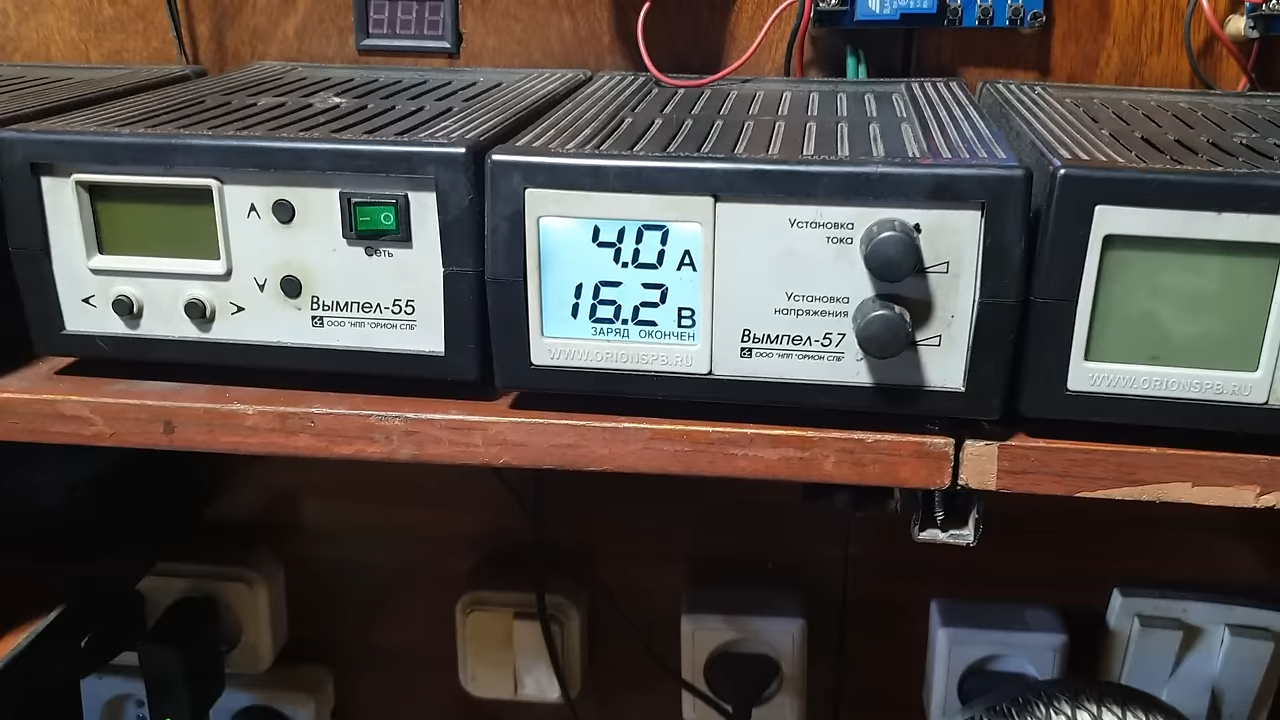 Сеть
Вымпел-55
ООО "НПП "ОРИОН СПБ"
4.0 А
16.2 В
ЗАРЯД ОКОНЧЕН
WWW.ORIONSPB.RU
Установка
тока
Установка
напряжения
Вымпел-57
ООО "НПП "ОРИОН СПБ"
WWW.ORIONSPB.RU